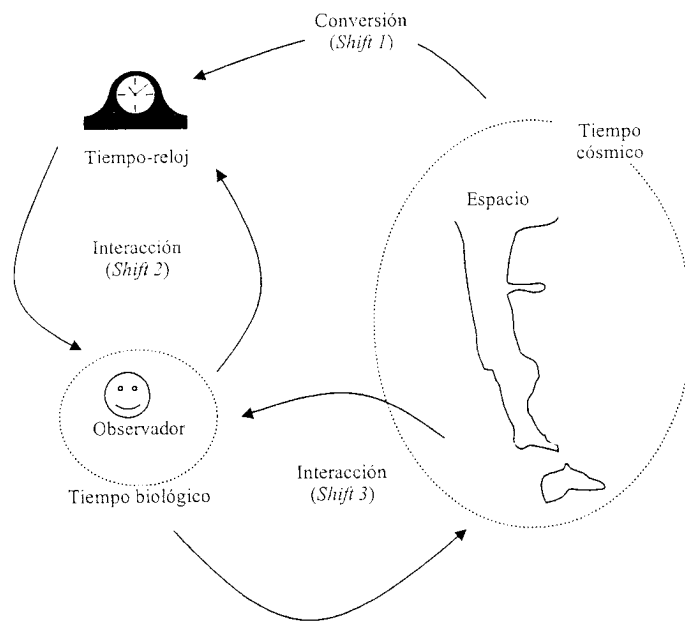 Conversión
(Shift 1)
Tiempo
cósmico
Tiempo-reloj
Espacio
Interacción
(Shift 2)
Observador
Tiempo biológico
Interacción
(Shift 3)